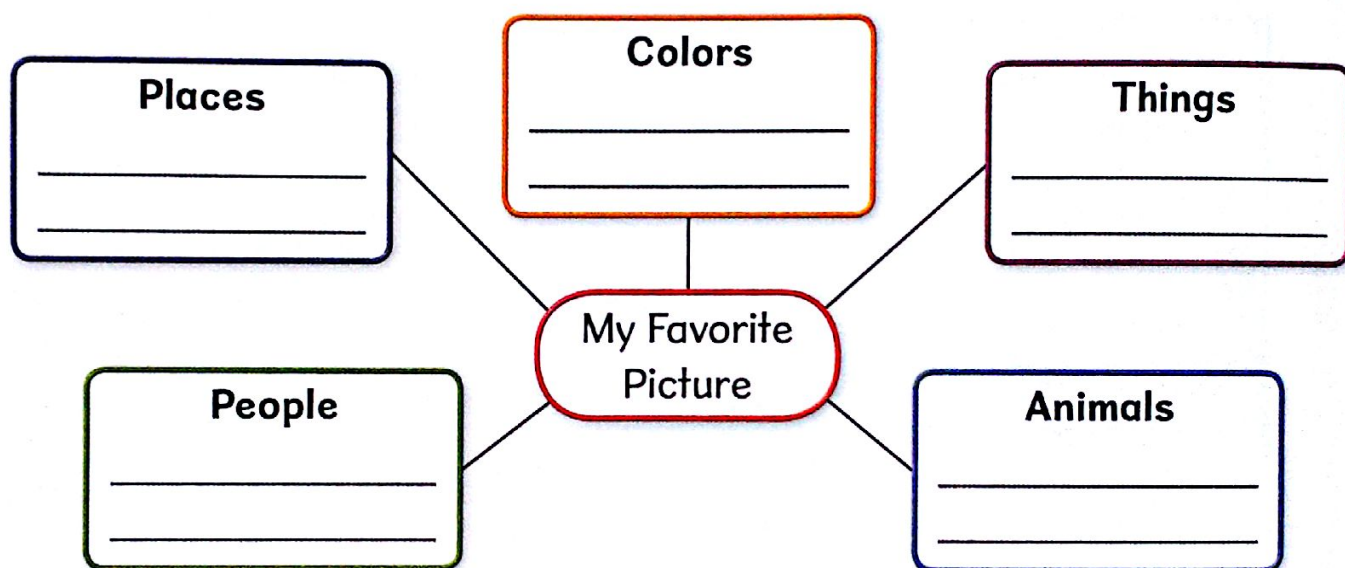 Colors
Places
Things
My Favorite
Picture
People
Animals